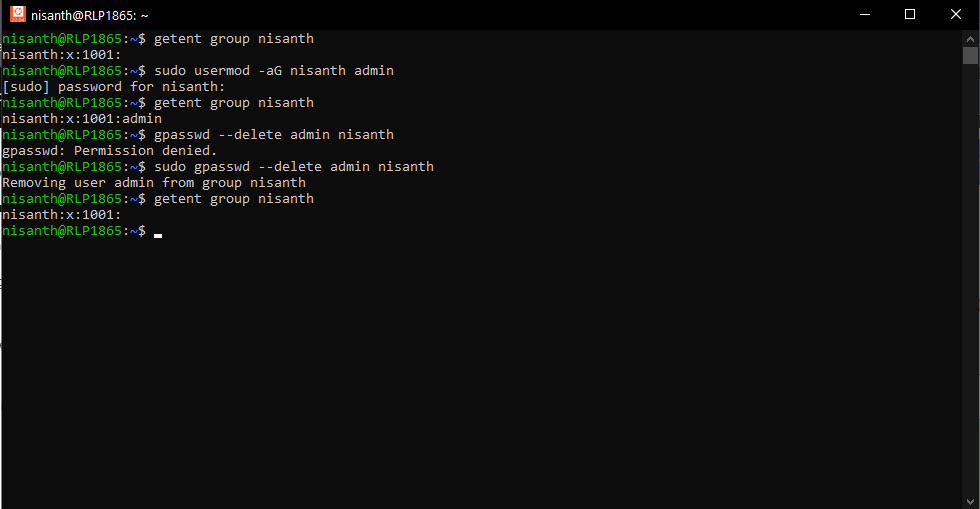 nisanth@RLP1865: ~
nisanth@RLP1865:~$ getent group nisanth
nisanth:x:1001:
nisanth@RLP1865:~$ sudo usermod -aG nisanth admin
[sudo] password for nisanth:
nisanth@RLP1865:~$ getent group nisanth
nisanth:x:1001:admin
nisanth@RLP1865:~$ gpasswd --delete admin nisanth
gpasswd: Permission denied.
nisanth@RLP1865:~$ sudo gpasswd --delete admin nisanth
Removing user admin from group nisanth
nisanth@RLP1865:~$ getent group nisanth
nisanth:x:1001:
nisanth@RLP1865:~$